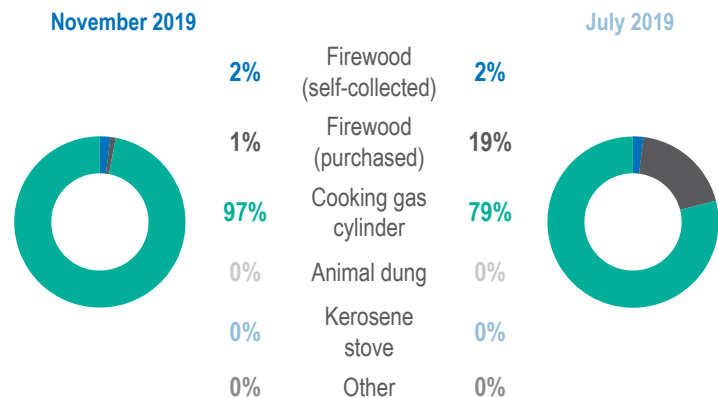 November 2019
July 2019
2% Firewood (self-collected) 2%
1% Firewood (purchased) 19%
97% Cooking gas cylinder 79%
0% Animal dung 0%
0% Kerosene stove 0%
0% Other 0%